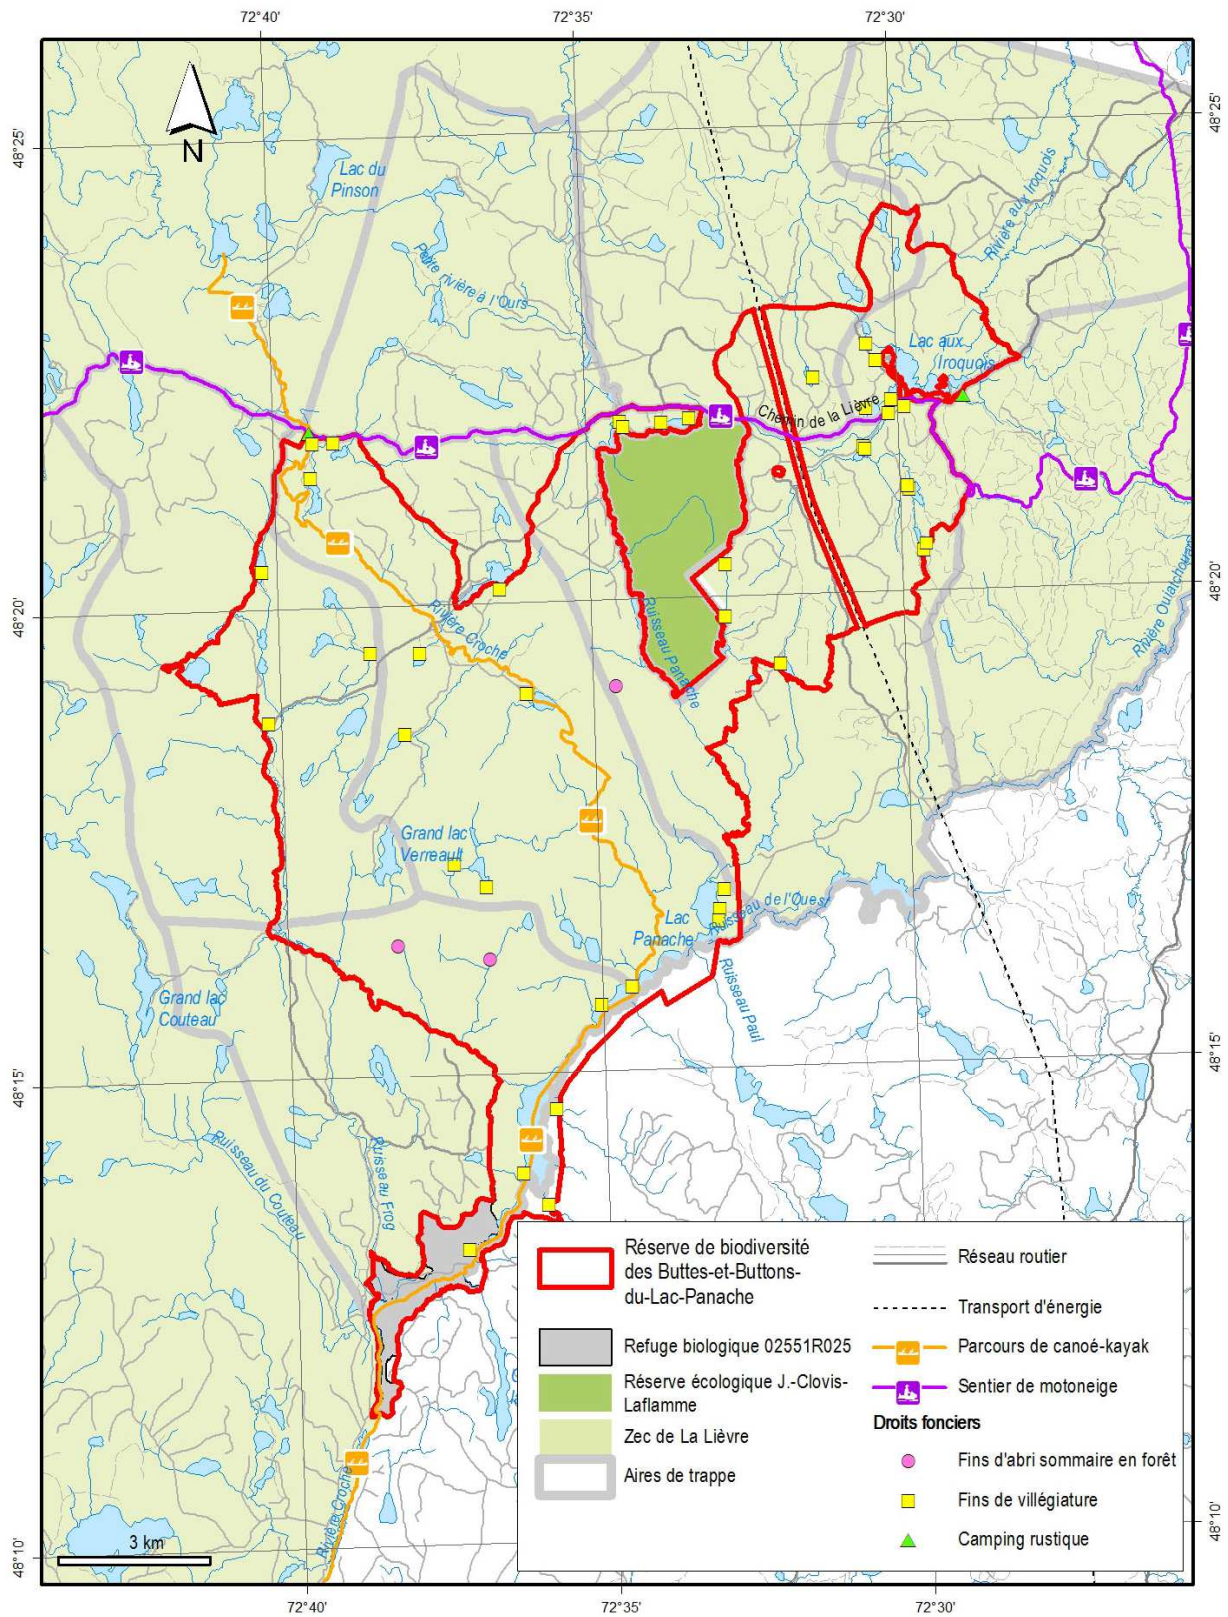 72°40' 72°35' 72°30'
48°25' 48°25'
N
Lac du
Pinson
Rivière aux Iroquois
Petite rivière à l'Ours
Lac aux
Iroquois
Chemin de la Lièvre
48°20' 48°20'
Rivière Croche
Ruisseau Panache
Grand lac
Verreault
Lac
Panache
Ruisseau de l'Ouest
Ruisseau Paul
Grand lac
Couteau
48°15' 48°15'
Ruisseau du Couteau
Ruisseau Frog
Rivière Croche
3 km
48°10' 48°10'
Réserve de biodiversité
des Buttes-et-Buttons-
du-Lac-Panache
Refuge biologique 02551R025
Réserve écologique J.-Clovis-
Laflamme
Zec de La Lièvre
Aires de trappe
Réseau routier
Transport d'énergie
Parcours de canoé-kayak
Sentier de motoneige
Droits fonciers
Fins d'abri sommaire en forêt
Fins de villégiature
Camping rustique
72°40' 72°35' 72°30'